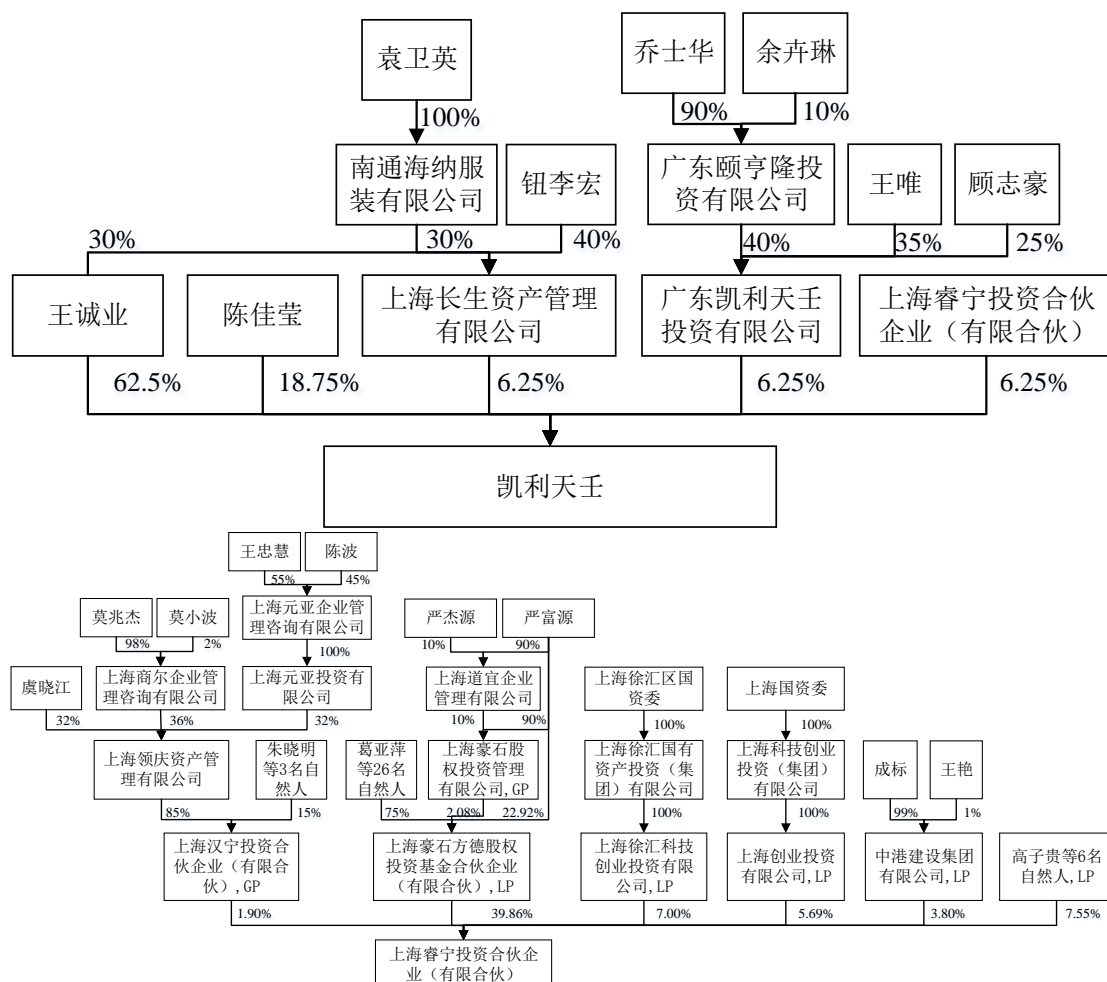 袁卫英
乔士华
余卉琳
100%
90%
10%
南通海纳服
装有限公司
钮李宏
广东颐亨隆投
资有限公司
王唯
顾志豪
30%
30%
40%
40%
35%
25%
王诚业
陈佳莹
上海长生资产管理
有限公司
广东凯利天壬
投资有限公司
上海睿宁投资合伙
企业（有限合伙）
62.5%
18.75%
6.25%
6.25%
6.25%
凯利天壬
王忠慧
陈波
55%
45%
莫兆杰
莫小波
上海元亚企业管
理咨询有限公司
严杰源
严富源
98%
2%
100%
10%
90%
虞晓江
上海商尔企业管
理咨询有限公司
上海元亚投资有
限公司
上海道宜企业
管理有限公司
上海徐汇区国
资委
上海国资委
32%
36%
32%
10%
90%
100%
100%
上海领庆资产管
理有限公司
朱晓明
等3名自
然人
葛亚萍
等26名
自然人
上海豪石股
权投资管理
有限公司,GP
上海徐汇国有
资产投资（集
团）有限公司
上海科技创业
投资（集团）有
限公司
成标
王艳
85%
15%
75%
2.08%
22.92%
100%
100%
99%
1%
上海汉宁投资合
伙企业（有限合
伙）,GP
上海豪石方德股权
投资基金合伙企业
（有限合伙）,LP
上海徐汇科技
创业投资有限
公司,LP
上海创业投资
有限公司,LP
中港建设集团
有限公司,LP
高子贵等6名
自然人,LP
1.90%
39.86%
7.00%
5.69%
3.80%
7.55%
上海睿宁投资合伙企
业（有限合伙）